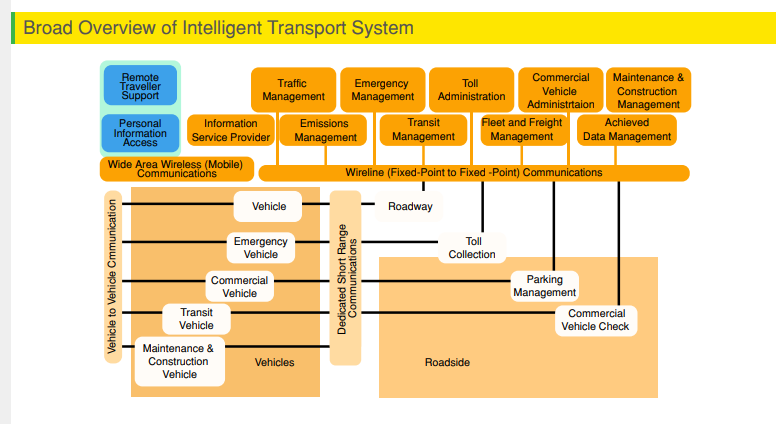 Broad Overview of Intelligent Transport System
Remote
Traveller
Support
Traffic
Management
Emergency
Management
Toll
Administration
Commercial
Vehicle
Administrtaion
Maintenance &
Construction
Management
Personal
Information
Access
Information
Service Provider
Emissions
Management
Transit
Management
Fleet and Freight
Management
Achieved
Data Management
Wide Area Wireless (Mobile)
Communications
Wireline (Fixed-Point to Fixed -Point) Communications
Vehicle to Vehicle Cmmunication
Vehicle
Dedicated Short Range
Communications
Roadway
Emergency
Vehicle
Toll
Collection
Commercial
Vehicle
Parking
Management
Transit
Vehicle
Commercial
Vehicle Check
Maintenance &
Construction
Vehicle
Vehicles
Roadside